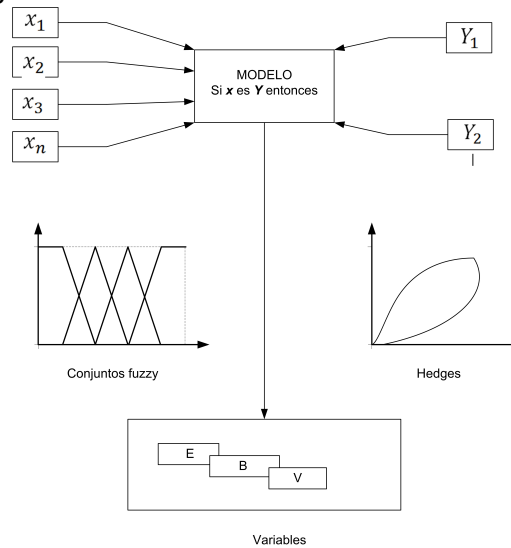 x₁
x₂
x₃
xₙ
MODELO
Si x es Y entonces
Y₁
Y₂
Conjuntos fuzzy
Hedges
E
B
V
Variables